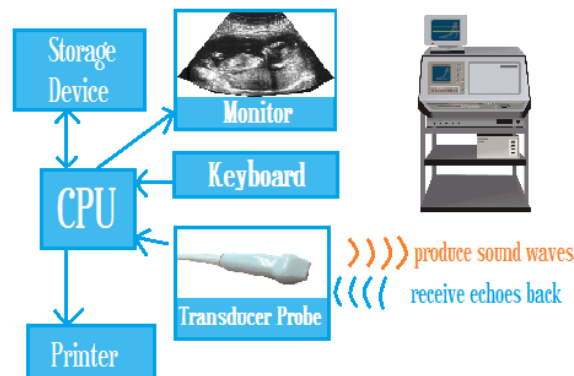 Storage
Device
Monitor
Keyboard
CPU
produce sound waves
receive echoes back
Transducer Probe
Printer